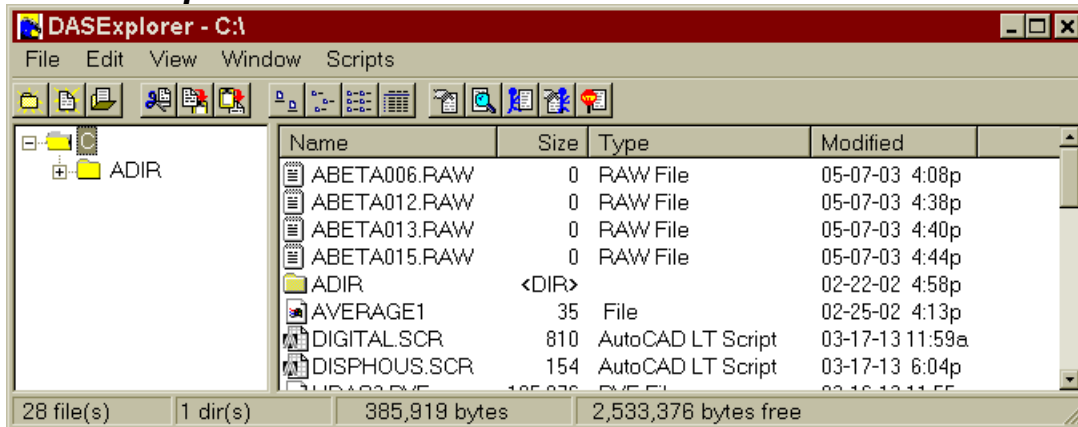 DASExplorer - C:\
File Edit View Window Scripts
C
ADIR
Name Size Type Modified
ABETA006.RAW 0 RAW File 05-07-03 4:08p
ABETA012.RAW 0 RAW File 05-07-03 4:38p
ABETA013.RAW 0 RAW File 05-07-03 4:40p
ABETA015.RAW 0 RAW File 05-07-03 4:44p
ADIR <DIR> 02-22-02 4:58p
AVERAGE1 35 File 02-25-02 4:13p
DIGITAL.SCR 810 AutoCAD LT Script 03-17-13 11:59a
DISPHOUS.SCR 154 AutoCAD LT Script 03-17-13 6:04p
28 file(s) 1 dir(s) 385,919 bytes 2,533,376 bytes free